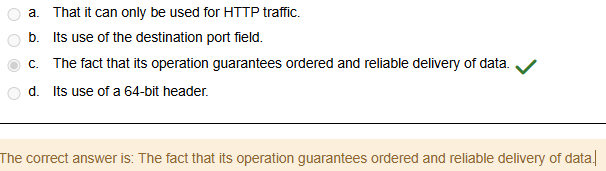 a. That it can only be used for HTTP traffic.
b. Its use of the destination port field.
c. The fact that its operation guarantees ordered and reliable delivery of data.
d. Its use of a 64-bit header.
The correct answer is: The fact that its operation guarantees ordered and reliable delivery of data.